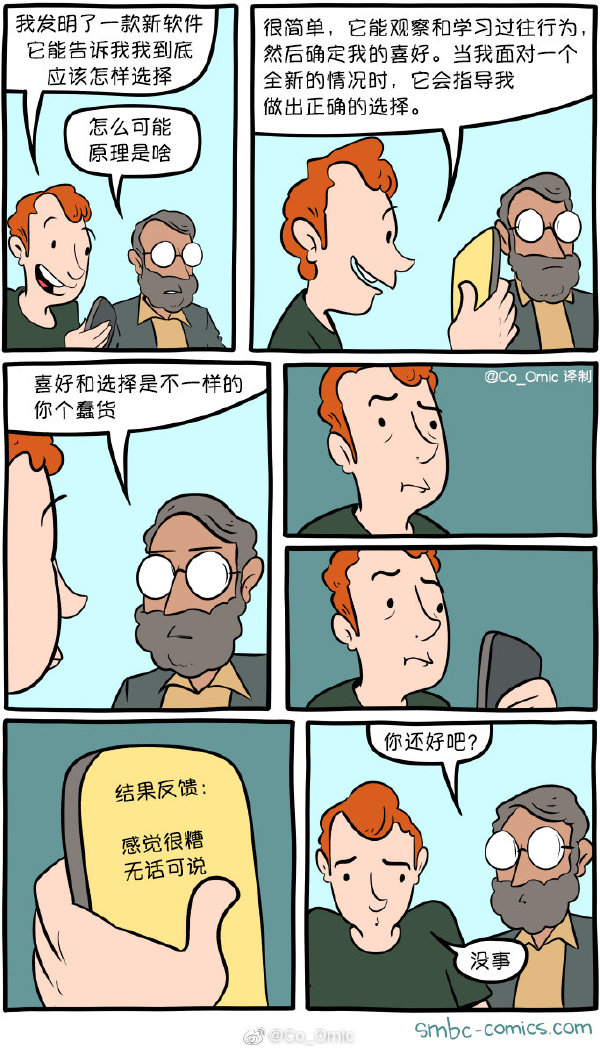 我发明了一款新软件
它能告诉我我到底
应该怎样选择
怎么可能
原理是啥
很简单，它能观察和学习过往行为，
然后确定我的喜好。当我面对一个
全新的情况时，它会指导我
做出正确的选择。
喜好和选择是不一样的
你个蠢货
@Co_Omic 译制
结果反馈：
感觉很糟
无话可说
你还好吧？
没事
@Co_Omic
smbc-comics.com